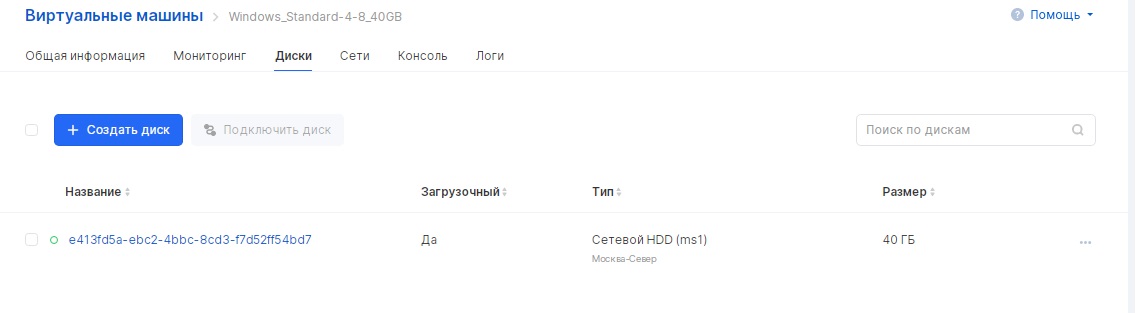 Виртуальные машины > Windows_Standard-4-8_40GB ? Помощь
Общая информация Мониторинг Диски Сети Консоль Логи
+ Создать диск Подключить диск Поиск по дискам
Название Загрузочный Тип Размер
e413fd5a-ebc2-4bbc-8cd3-f7d52ff54bd7 Да Сетевой HDD (ms1) 40 ГБ ...
Москва-Север